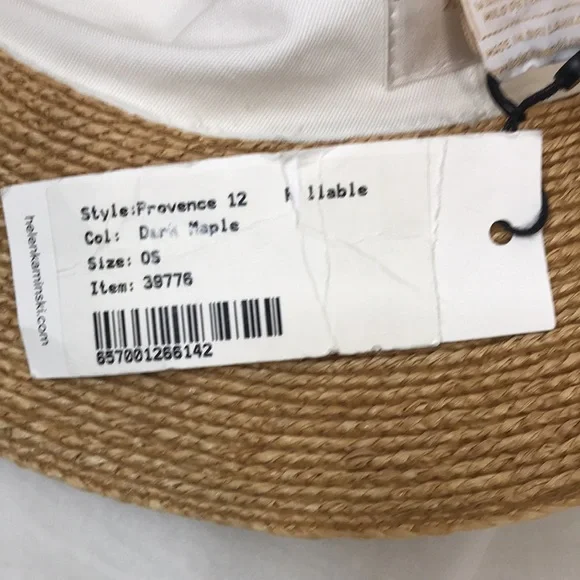 Style:Provence 12
Col: Dark Maple
Size: OS
Item: 39776
657001266142
helenkaminski.com